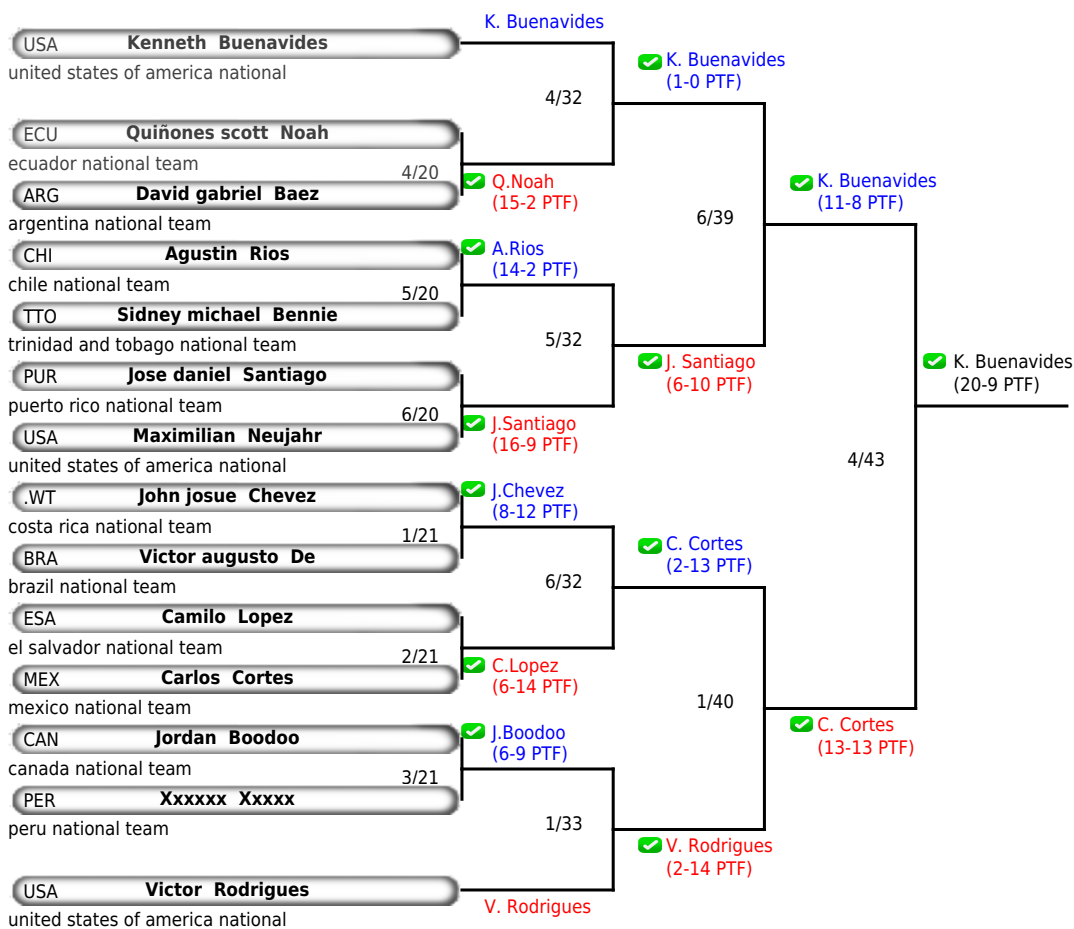 K. Buenavides
USA Kenneth Buenavides
united states of america national
K. Buenavides
(1-0 PTF)
4/32
ECU Quiñones scott Noah
ecuador national team
4/20
Q.Noah
(15-2 PTF)
ARG David gabriel Baez
argentina national team
K. Buenavides
(11-8 PTF)
6/39
CHI Agustin Rios
A.Rios
(14-2 PTF)
chile national team
5/20
TTO Sidney michael Bennie
trinidad and tobago national team
5/32
J. Santiago
(6-10 PTF)
PUR Jose daniel Santiago
puerto rico national team
6/20
J.Santiago
(16-9 PTF)
USA Maximilian Neujahr
united states of america national
K. Buenavides
(20-9 PTF)
4/43
.WT John josue Chevez
J.Chevez
(8-12 PTF)
costa rica national team
1/21
BRA Victor augusto De
brazil national team
C. Cortes
(2-13 PTF)
6/32
ESA Camilo Lopez
el salvador national team
2/21
C.Lopez
(6-14 PTF)
MEX Carlos Cortes
mexico national team
1/40
C. Cortes
(13-13 PTF)
CAN Jordan Boodoo
J.Boodoo
(6-9 PTF)
canada national team
3/21
PER Xxxxxx Xxxxx
peru national team
1/33
V. Rodrigues
(2-14 PTF)
USA Victor Rodrigues
V. Rodrigues
united states of america national